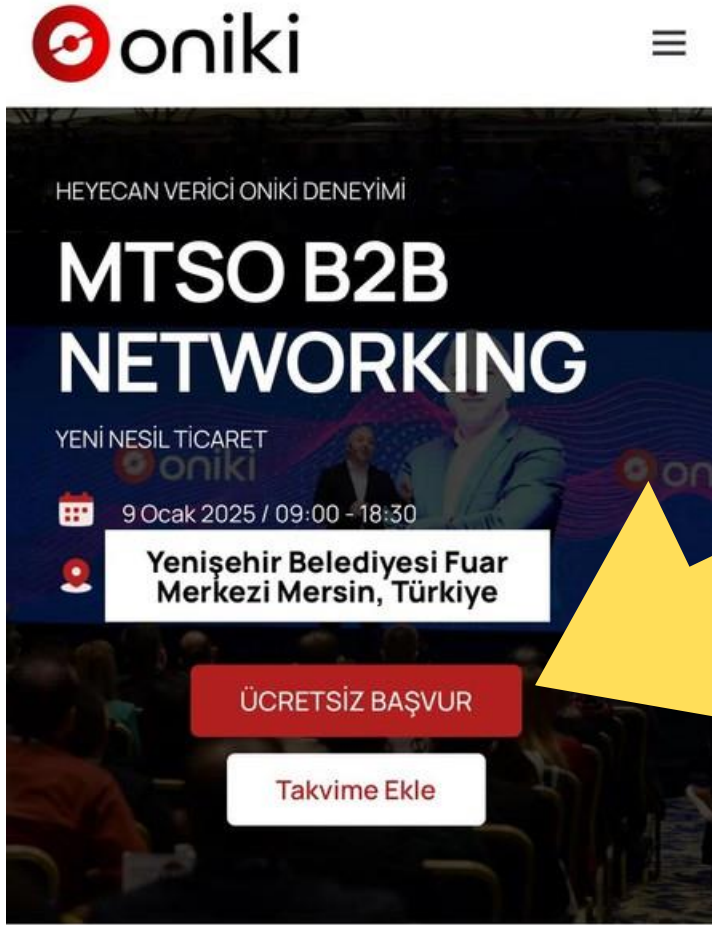 oniki
HEYECAN VERİCİ ONİKİ DENEYİMİ
MTSO B2B
NETWORKING
YENİ NESİL TİCARET
oniki
on
9 Ocak 2025 / 09:00 - 18:30
Yenişehir Belediyesi Fuar
Merkezi Mersin, Türkiye
ÜCRETSİZ BAŞVUR
Takvime Ekle